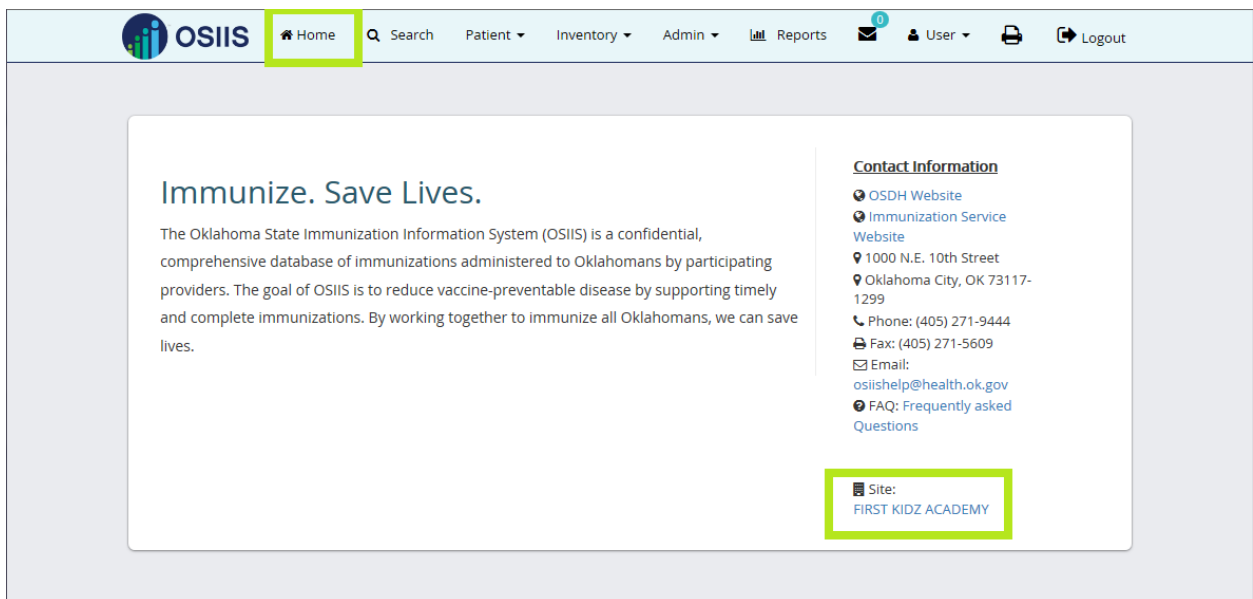 OSIIS Home Search Patient Inventory Admin Reports 0 User Logout
Immunize. Save Lives.
The Oklahoma State Immunization Information System (OSIIS) is a confidential,
comprehensive database of immunizations administered to Oklahomans by participating
providers. The goal of OSIIS is to reduce vaccine-preventable disease by supporting timely
and complete immunizations. By working together to immunize all Oklahomans, we can save
lives.
Contact Information
OSDH Website
Immunization Service
Website
1000 N.E. 10th Street
Oklahoma City, OK 73117-
1299
Phone: (405) 271-9444
Fax: (405) 271-5609
Email:
osiishelp@health.ok.gov
FAQ: Frequently asked
Questions
Site:
FIRST KIDZ ACADEMY